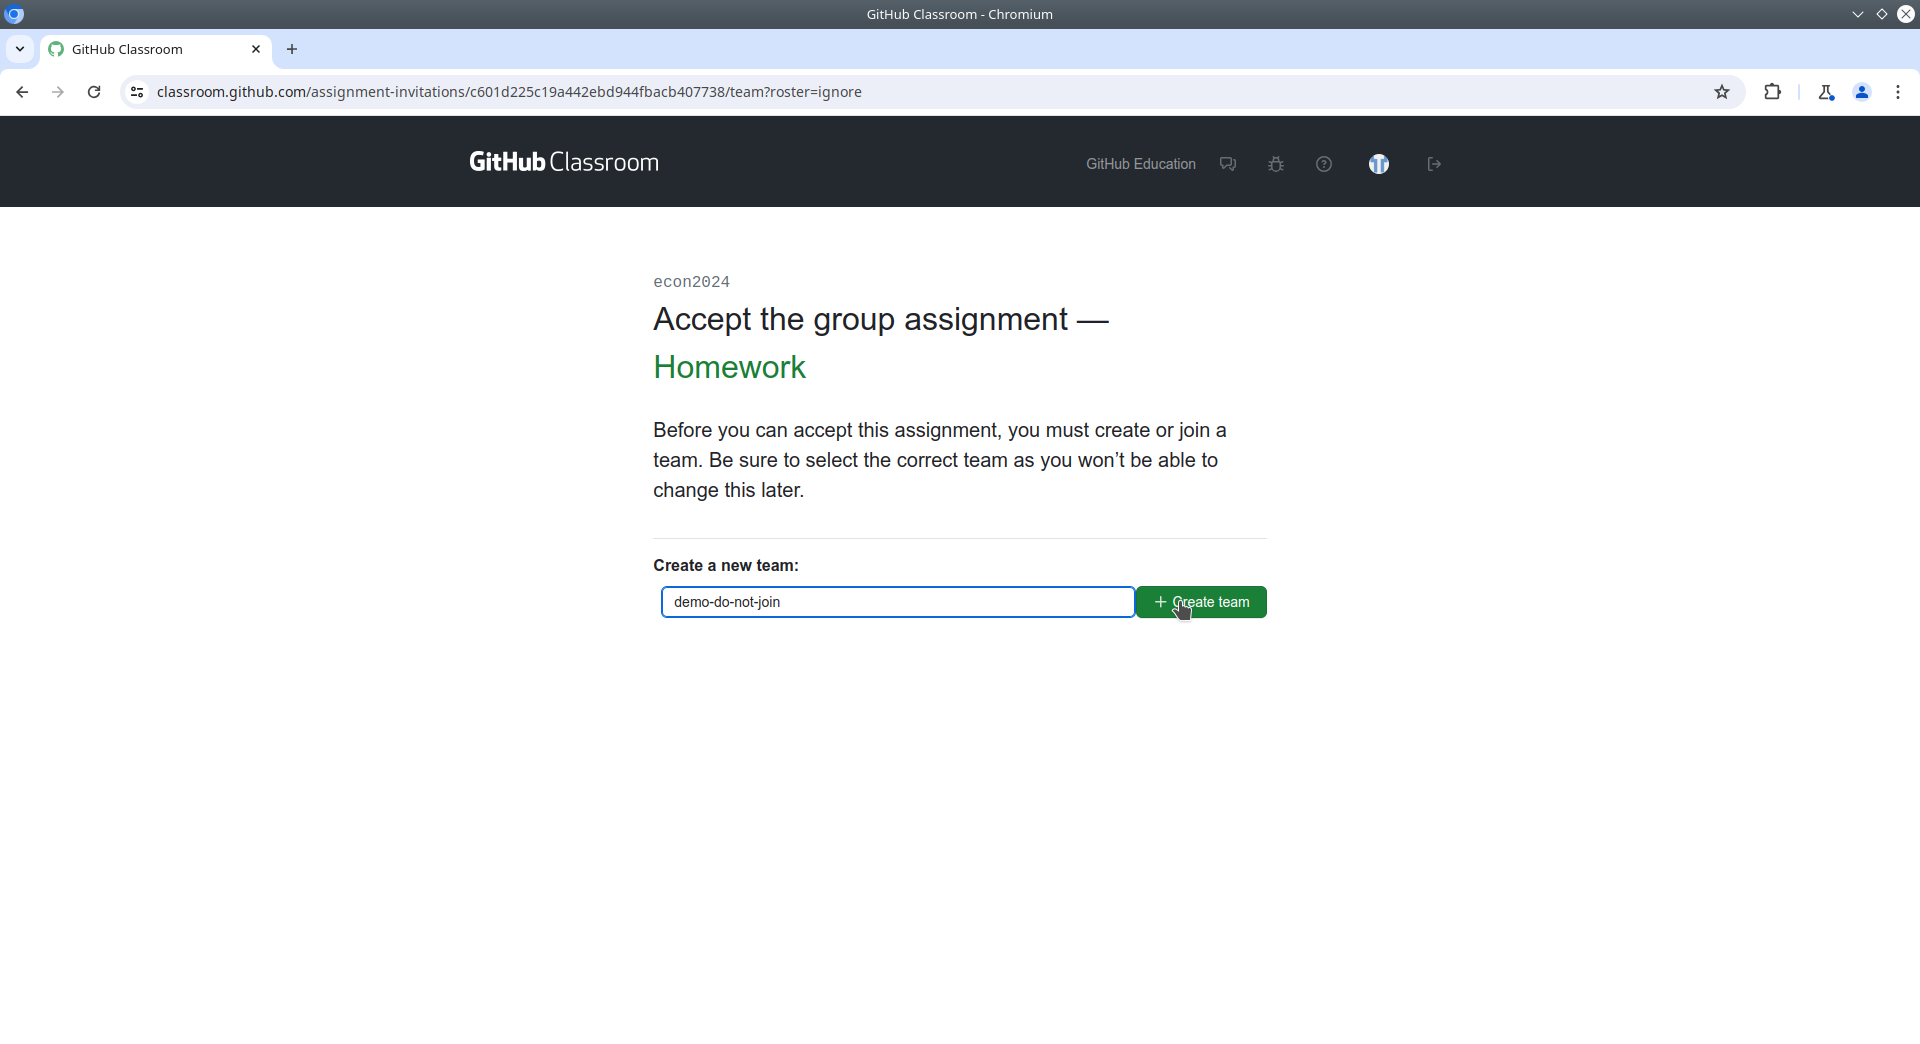 GitHub Classroom - Chromium
GitHub Classroom
classroom.github.com/assignment-invitations/c601d225c19a442ebd944fbacb407738/team?roster=ignore
GitHub Classroom
GitHub Education
econ2024
Accept the group assignment —
Homework
Before you can accept this assignment, you must create or join a
team. Be sure to select the correct team as you won’t be able to
change this later.
Create a new team:
demo-do-not-join
Create team